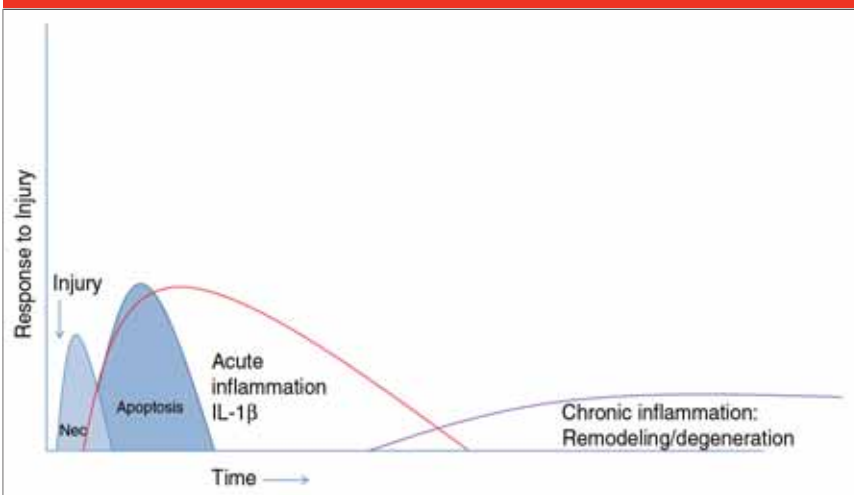 Response to Injury
Injury
Nec
Apoptosis
Acute
inflammation
IL-1β
Chronic inflammation:
Remodeling/degeneration
Time